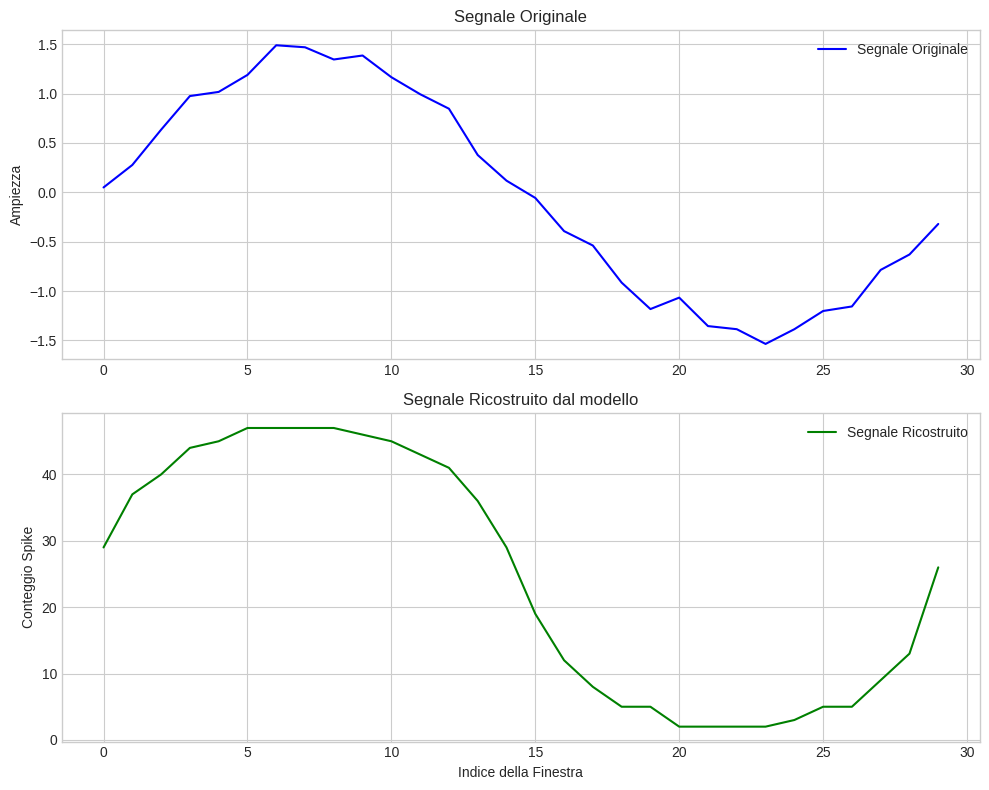 Segnale Originale
Segnale Originale
1.5
1.0
0.5
0.0
−0.5
−1.0
−1.5
Ampiezza
0 5 10 15 20 25 30
Segnale Ricostruito dal modello
Segnale Ricostruito
40
30
20
10
0
Conteggio Spike
0 5 10 15 20 25 30
Indice della Finestra